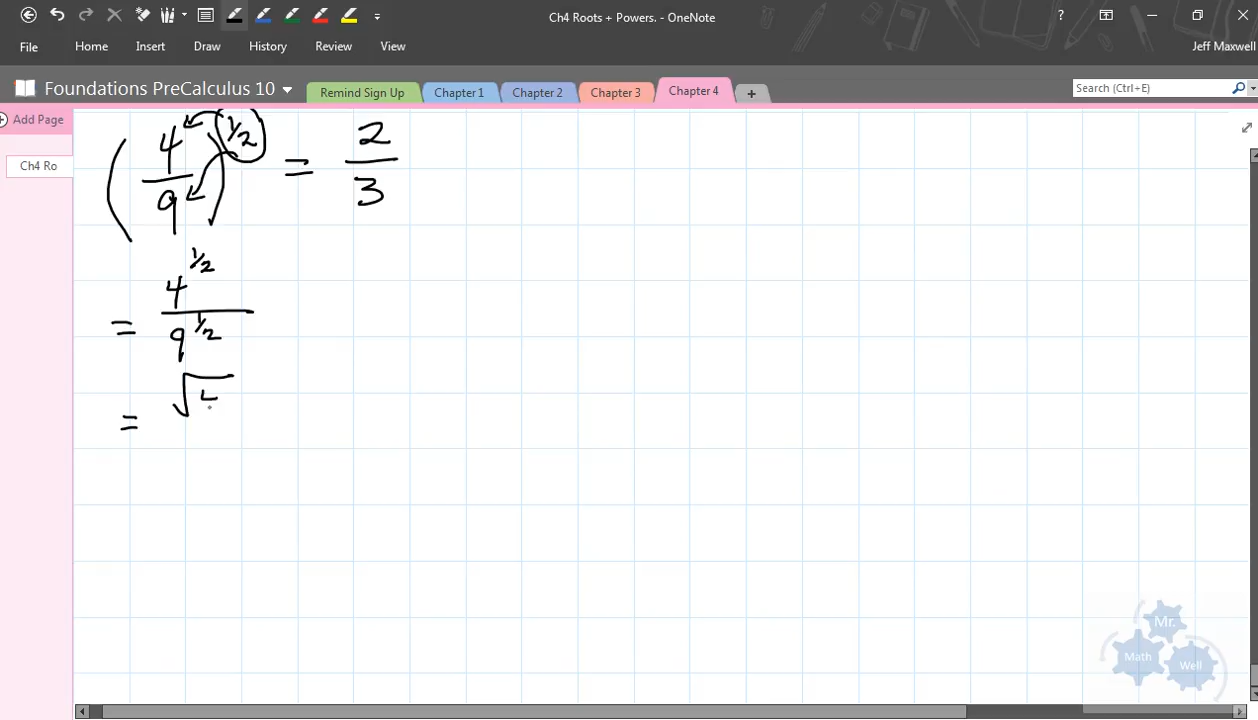 Ch4 Roots + Powers. - OneNote
File Home Insert Draw History Review View
Jeff Maxwell
Foundations PreCalculus 10
Remind Sign Up Chapter 1 Chapter 2 Chapter 3 Chapter 4 +
Search (Ctrl+E)
Add Page
Ch4 Ro
(4/9)^1/2 = 2/3
= 4^1/2 / 9^1/2
= √
Mr.
Math Well